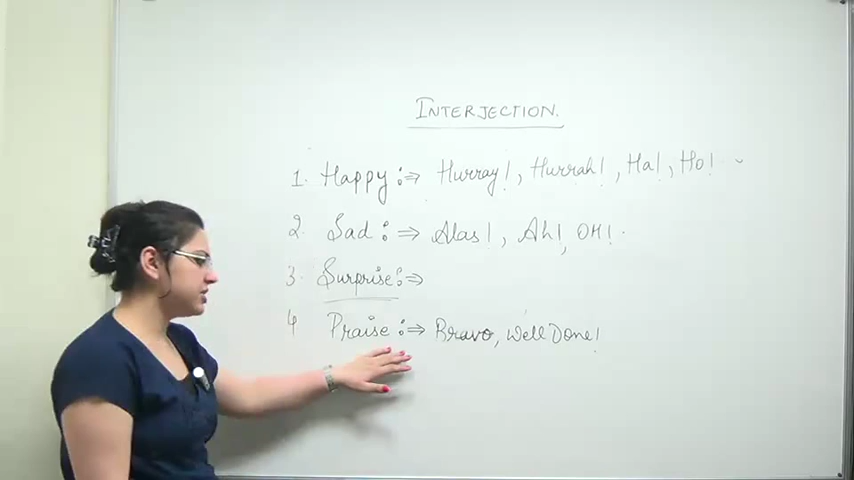 INTERJECTION.
1. Happy :⇒ Hurray!, Hurrah!, Ha!, Ho!
2. Sad :⇒ Alas!, Ah!, OH!
3. Surprise :⇒
4 Praise :⇒ Bravo, Well Done!